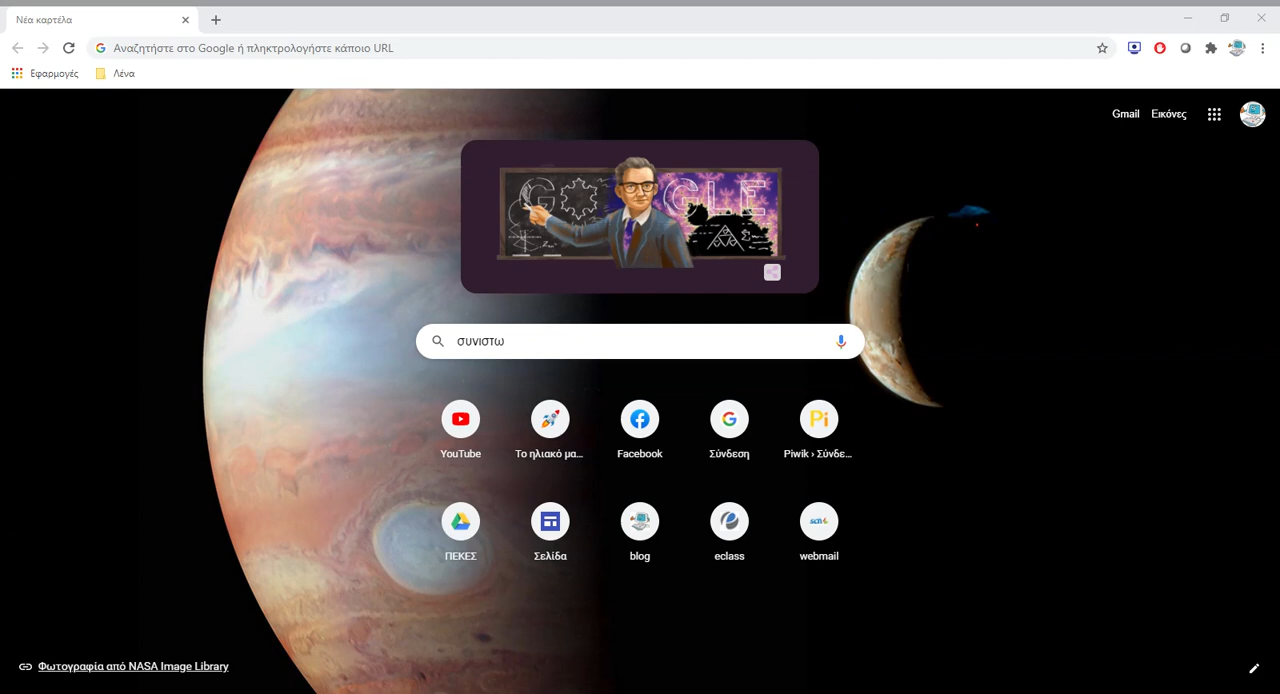 Νέα καρτέλα
Αναζητήστε στο Google ή πληκτρολογήστε κάποιο URL
Εφαρμογές Λένα
Gmail Εικόνες
GOOGLE
συνιστω
YouTube Το ηλιακό μα... Facebook Σύνδεση Piwik › Σύνδε...
ΠΕΚΕΣ Σελίδα blog eclass webmail
Φωτογραφία από NASA Image Library